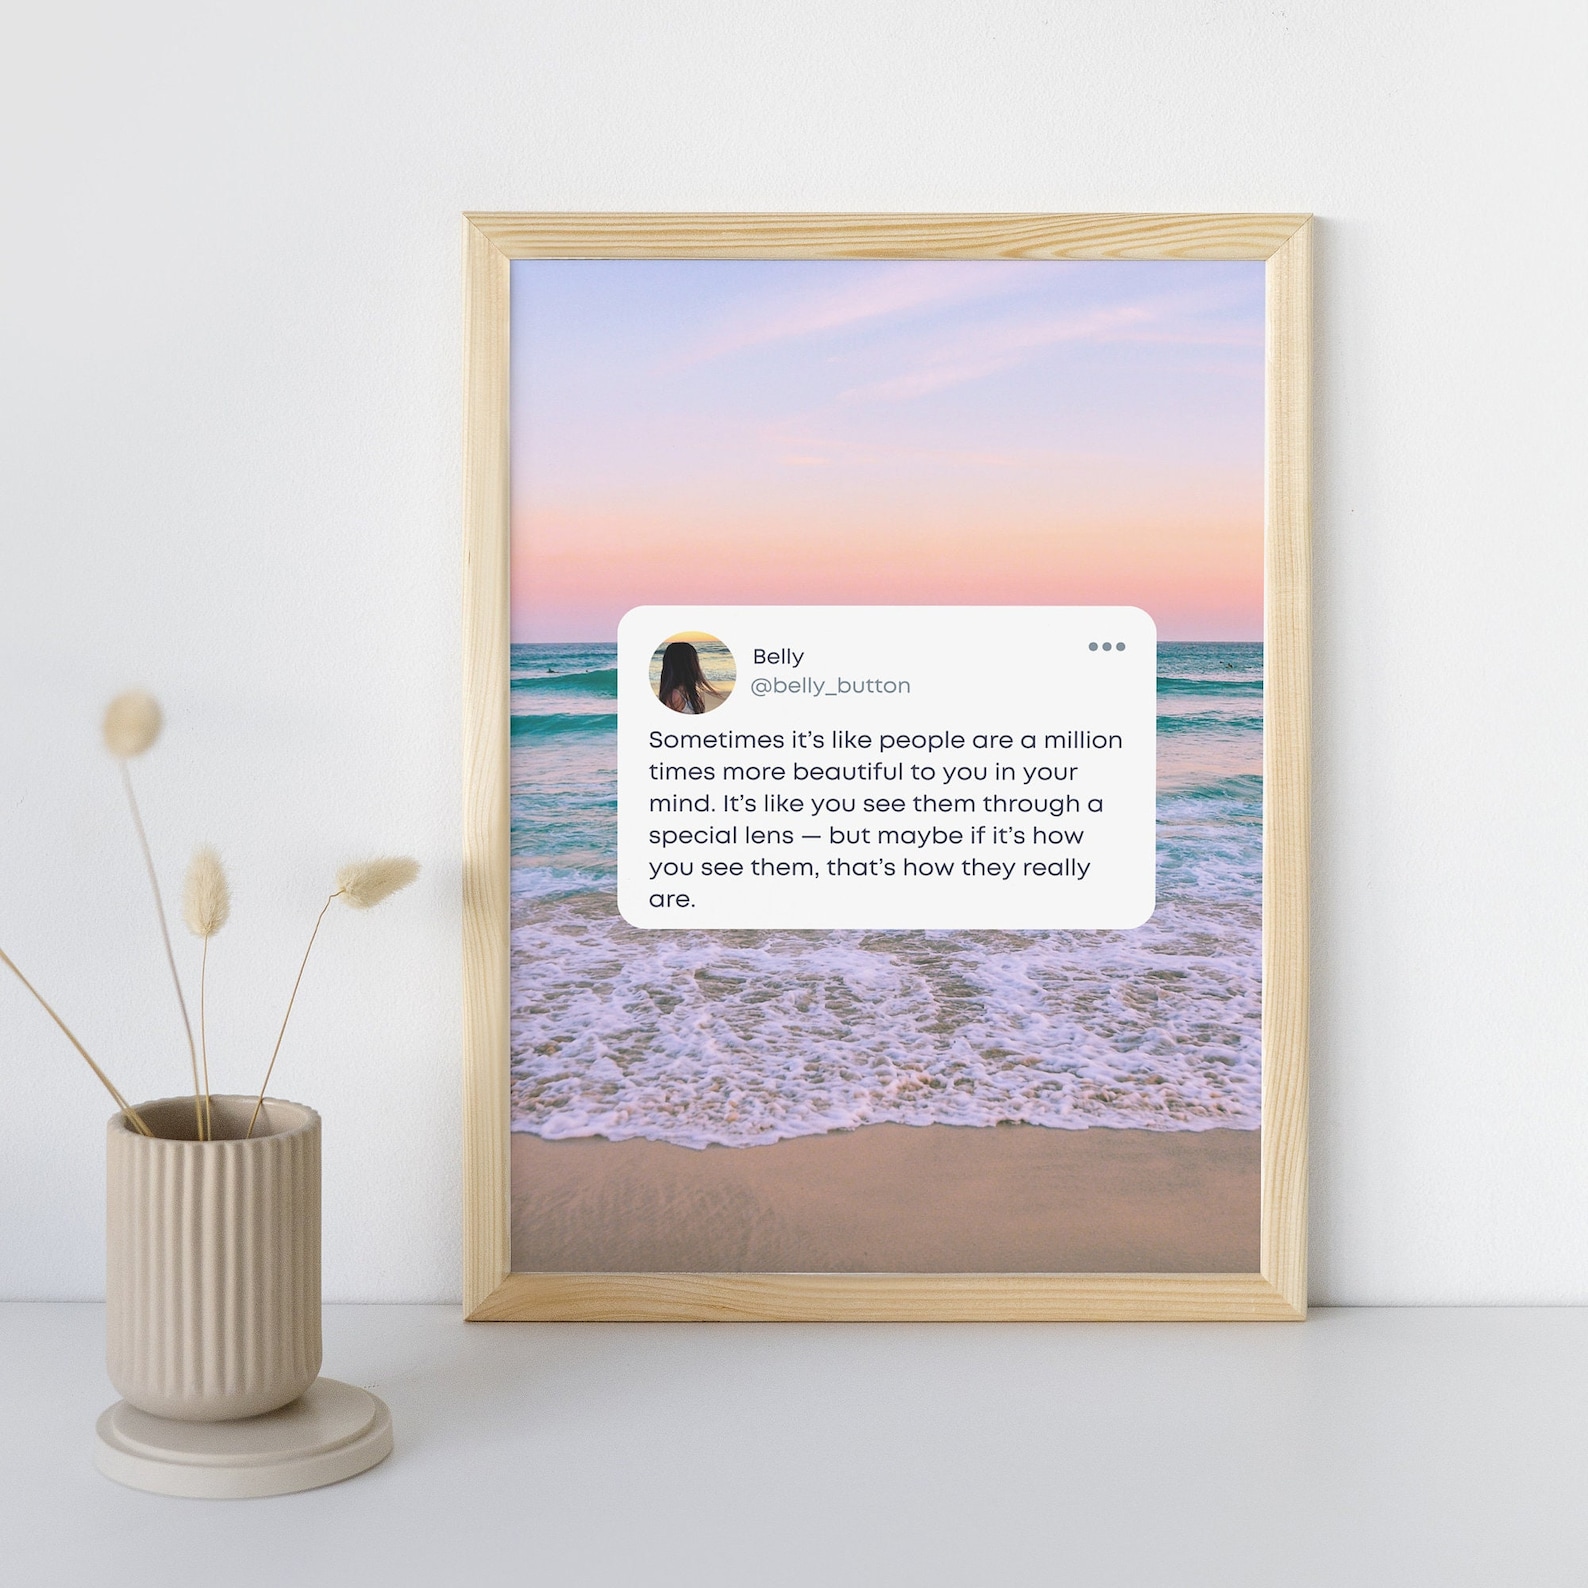 Belly
@belly_button
Sometimes it’s like people are a million
times more beautiful to you in your
mind. It’s like you see them through a
special lens — but maybe if it’s how
you see them, that’s how they really
are.